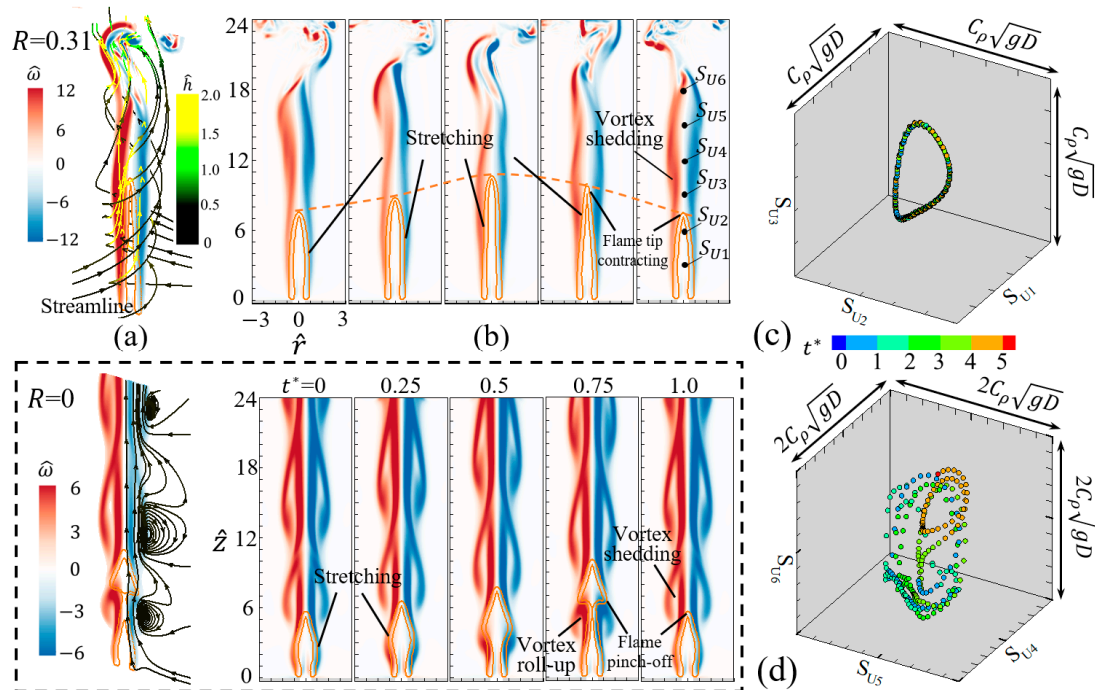 R=0.31
ω̂
12
6
0
−6
−12
ĥ
2.0
1.5
1.0
0.5
0
Streamline
(a)
24
18
12
6
0
−3 0 3
r̂
(b)
Stretching
Vortex
shedding
Flame tip
contracting
S_U6
S_U5
S_U4
S_U3
S_U2
S_U1
C_ρ√gD
C_ρ√gD
C_ρ√gD
S_U3
S_U2
S_U1
(c)
t* 0 1 2 3 4 5
R=0
ω̂
6
3
0
−3
−6
t*=0 0.25 0.5 0.75 1.0
24
18
ẑ
12
6
0
Stretching
Vortex
roll-up
Vortex
shedding
Flame
pinch-off
2C_ρ√gD
2C_ρ√gD
2C_ρ√gD
S_U6
S_U5
S_U4
(d)